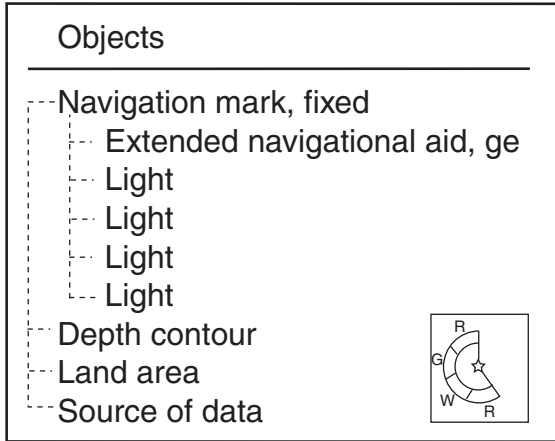 Objects
Navigation mark, fixed
Extended navigational aid, ge
Light
Light
Light
Light
Depth contour
Land area
Source of data
R
G
W
R